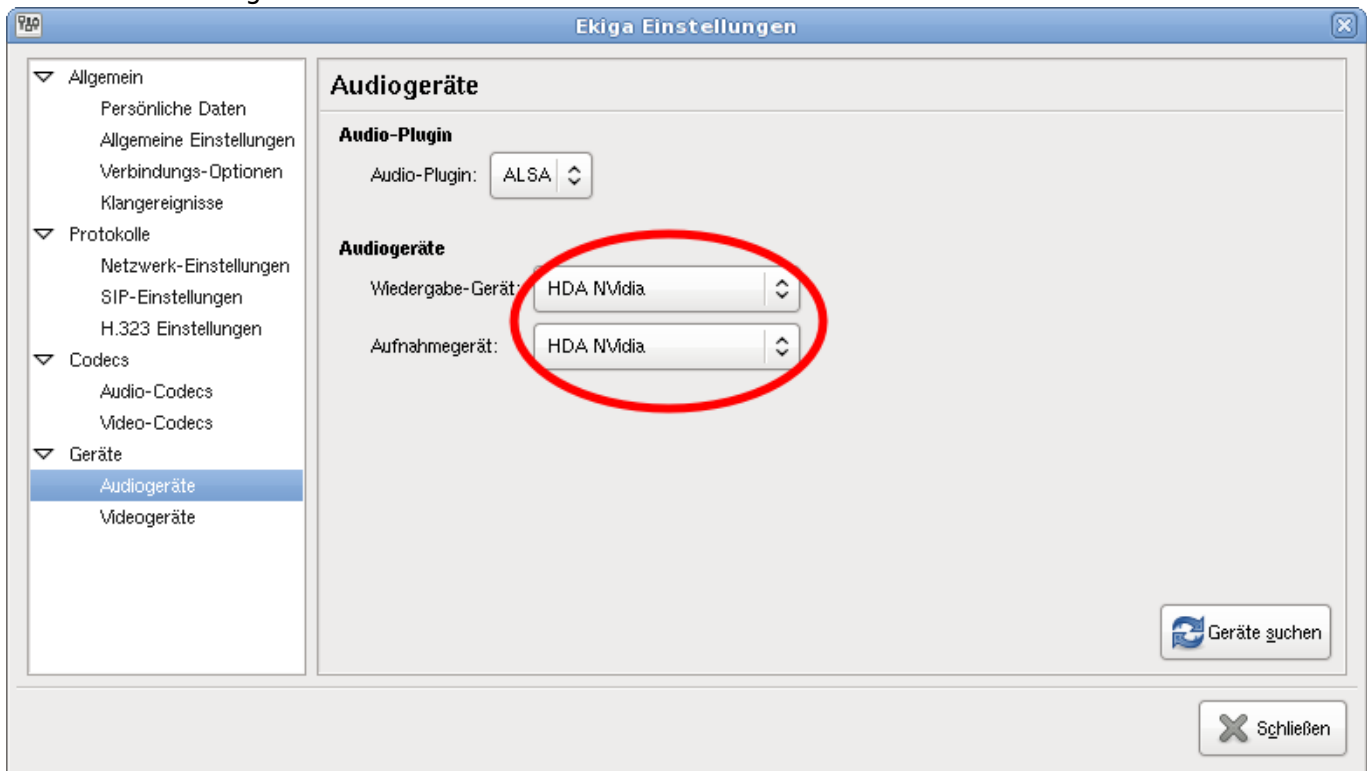 Ekiga Einstellungen
Allgemein
Persönliche Daten
Allgemeine Einstellungen
Verbindungs-Optionen
Klangereignisse
Protokolle
Netzwerk-Einstellungen
SIP-Einstellungen
H.323 Einstellungen
Codecs
Audio-Codecs
Video-Codecs
Geräte
Audiogeräte
Videogeräte
Audiogeräte
Audio-Plugin
Audio-Plugin: ALSA
Audiogeräte
Wiedergabe-Gerät: HDA NVidia
Aufnahmegerät: HDA NVidia
Geräte suchen
Schließen